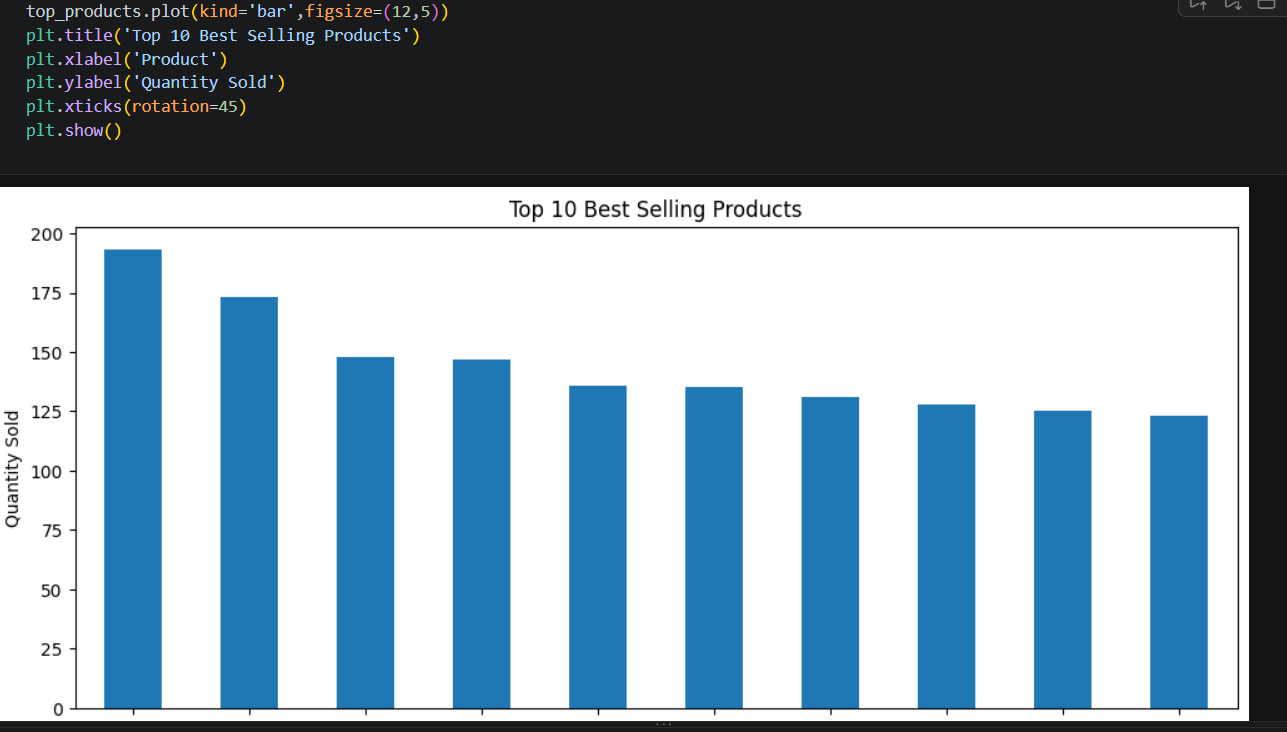 top_products.plot(kind='bar',figsize=(12,5))
plt.title('Top 10 Best Selling Products')
plt.xlabel('Product')
plt.ylabel('Quantity Sold')
plt.xticks(rotation=45)
plt.show()
Top 10 Best Selling Products
200
175
150
125
100
75
50
25
0
Quantity Sold